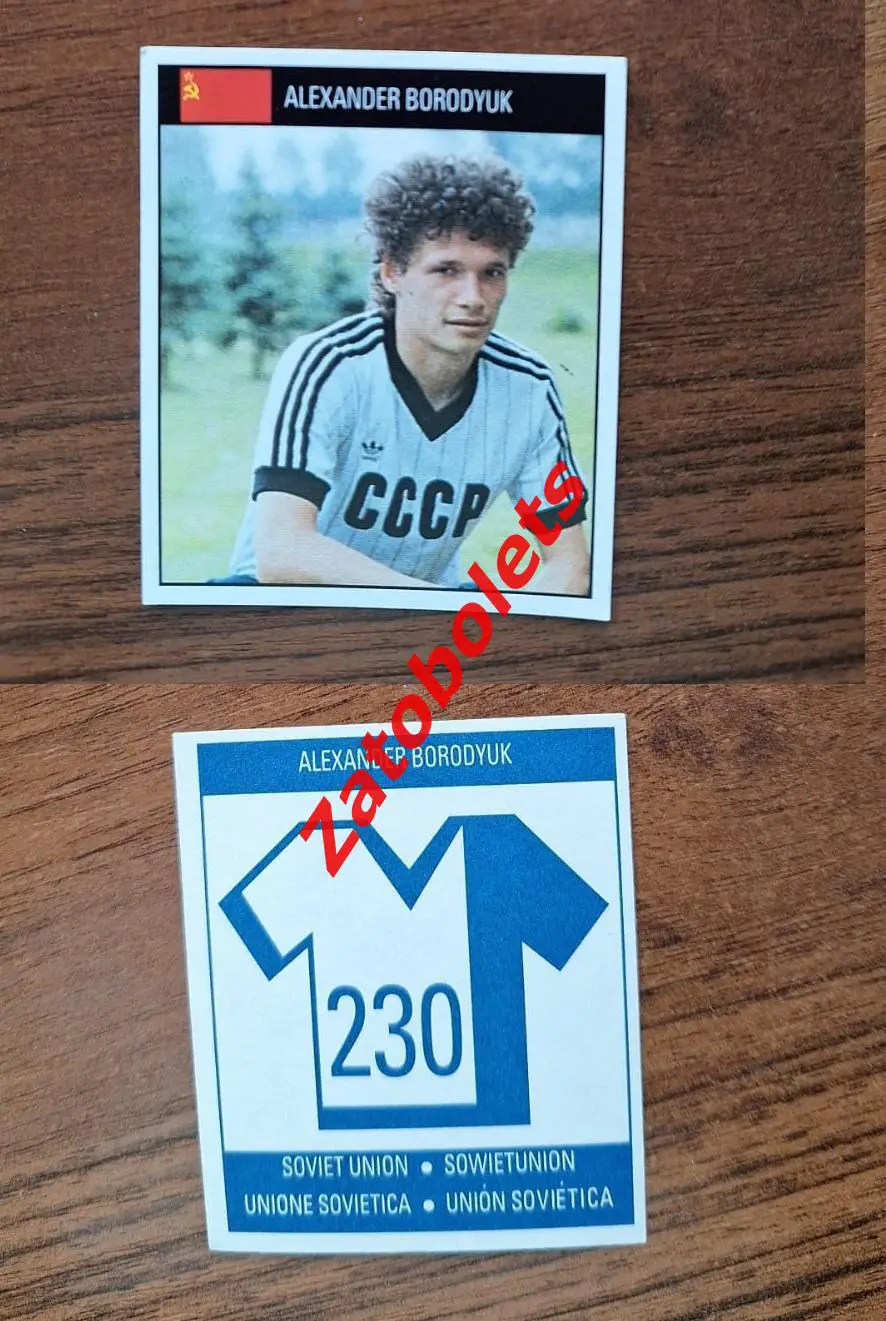 ALEXANDER BORODYUK
CCCP
Zatobolets
ALEXANDER BORODYUK
230
SOVIET UNION • SOWIETUNION
UNIONE SOVIETICA • UNIÓN SOVIÉTICA